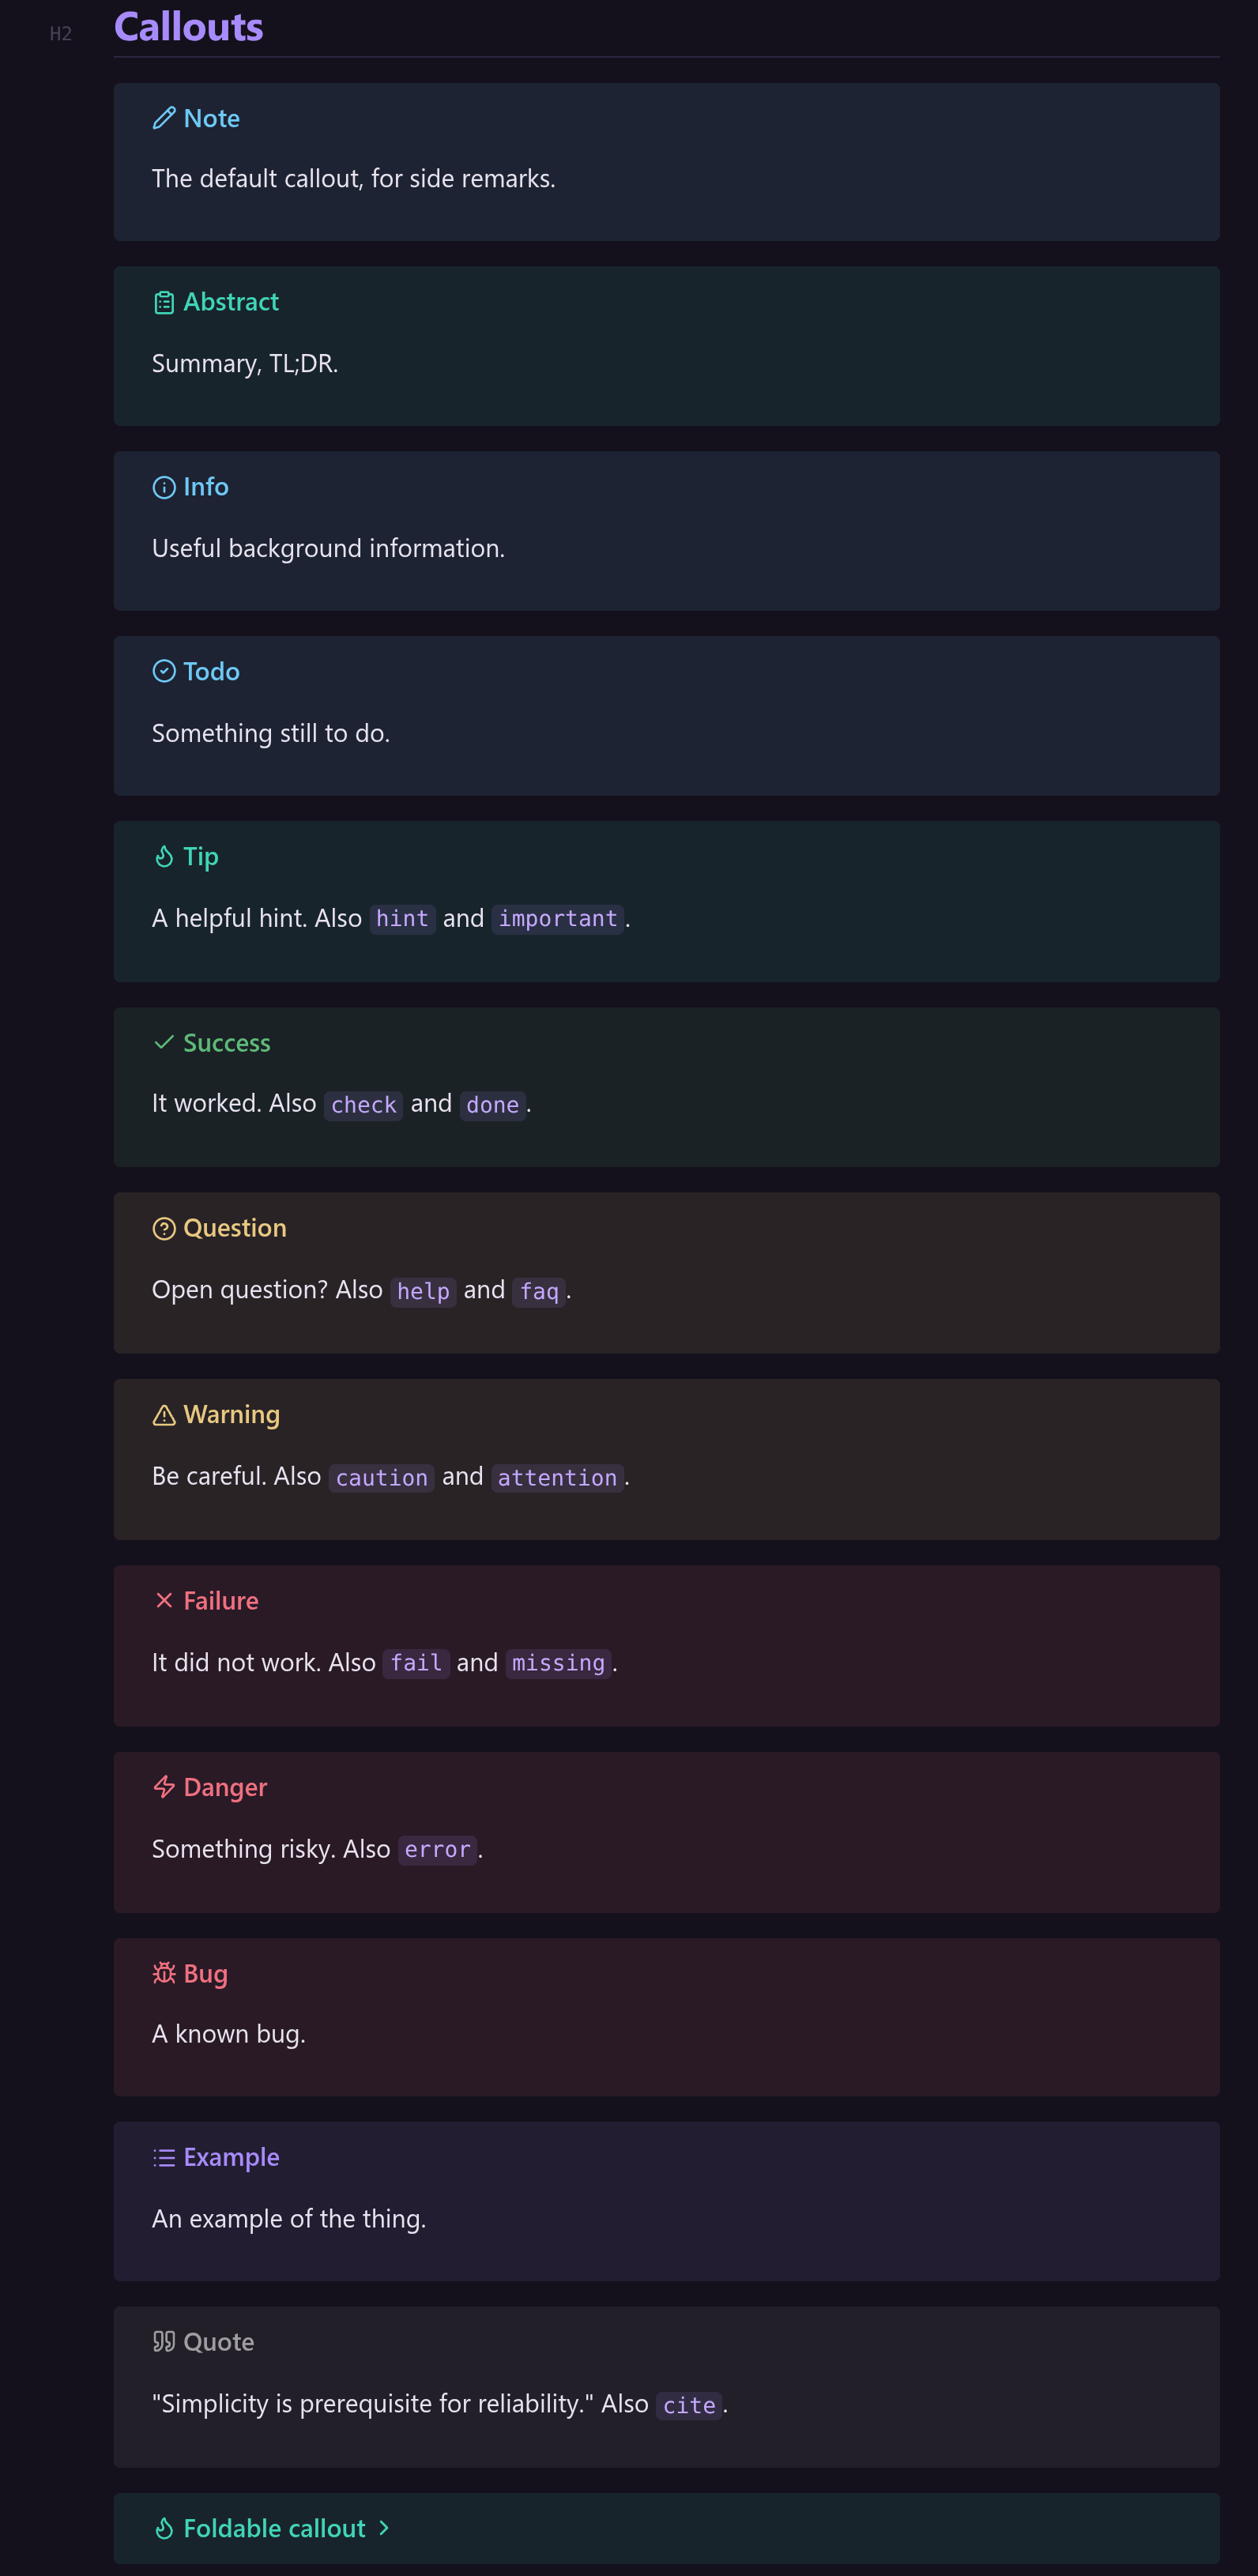 H2
Callouts
Note
The default callout, for side remarks.
Abstract
Summary, TL;DR.
Info
Useful background information.
Todo
Something still to do.
Tip
A helpful hint. Also hint and important.
Success
It worked. Also check and done.
Question
Open question? Also help and faq.
Warning
Be careful. Also caution and attention.
Failure
It did not work. Also fail and missing.
Danger
Something risky. Also error.
Bug
A known bug.
Example
An example of the thing.
Quote
"Simplicity is prerequisite for reliability." Also cite.
Foldable callout